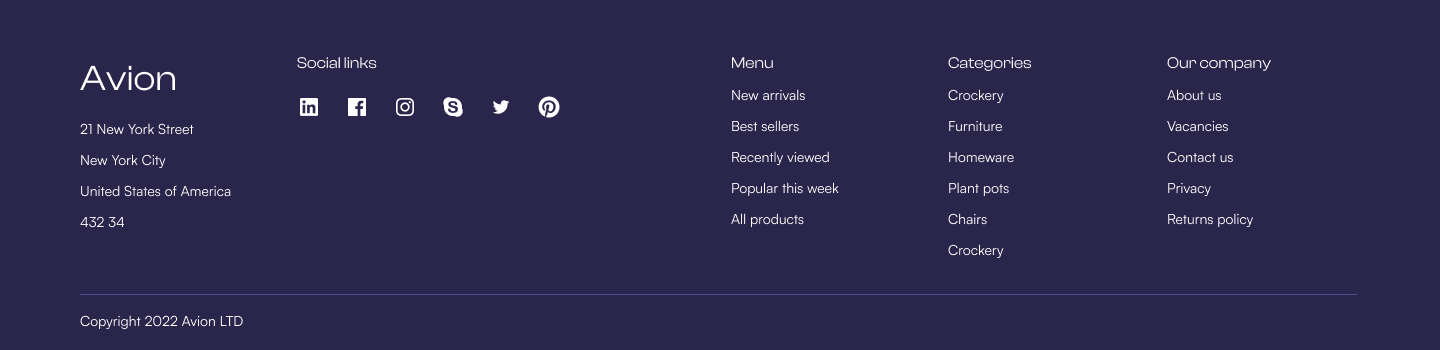 Avion
21 New York Street
New York City
United States of America
432 34
Social links
Menu
New arrivals
Best sellers
Recently viewed
Popular this week
All products
Categories
Crockery
Furniture
Homeware
Plant pots
Chairs
Crockery
Our company
About us
Vacancies
Contact us
Privacy
Returns policy
Copyright 2022 Avion LTD